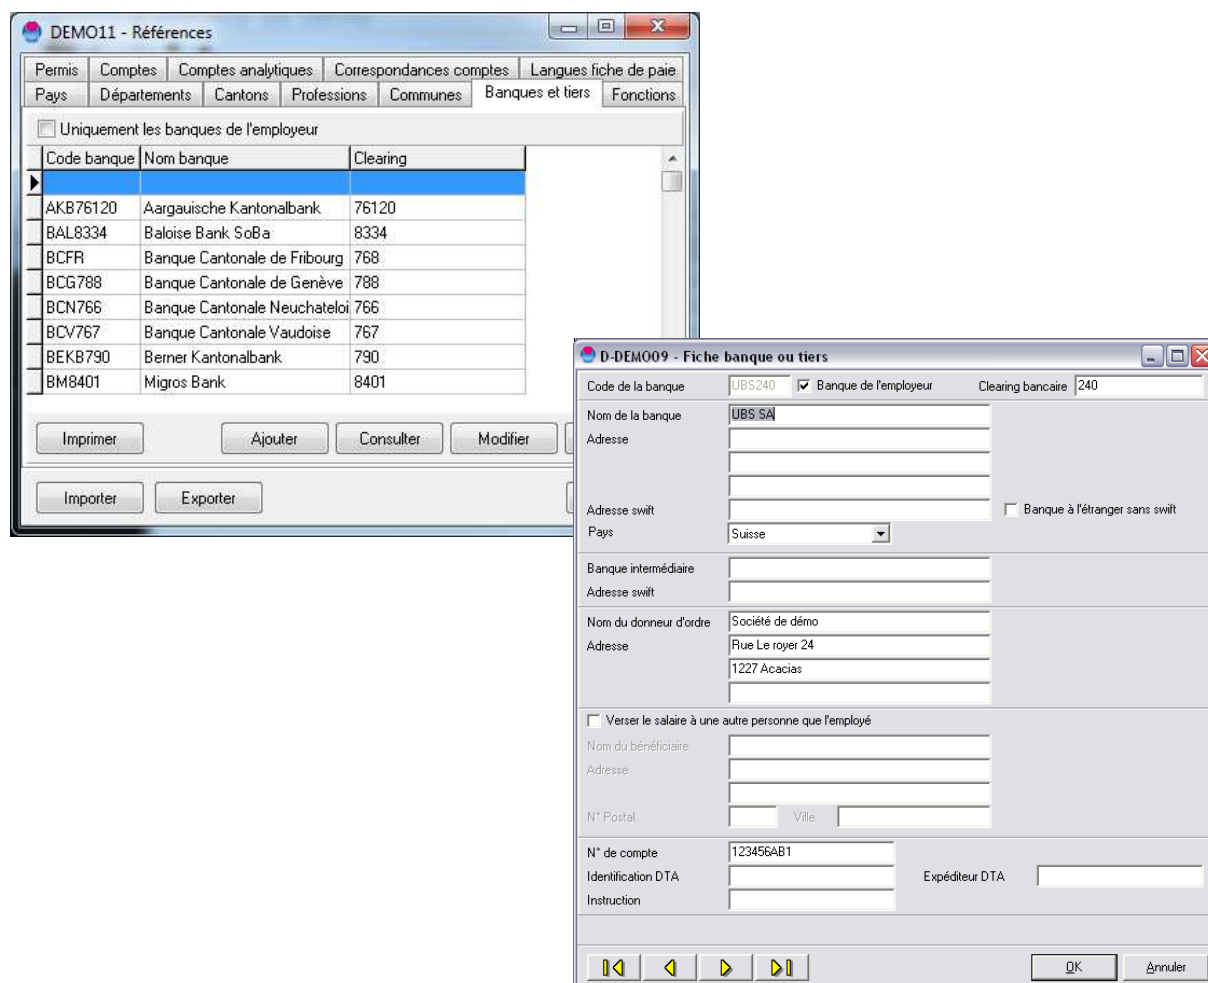 DEMO11 - Références
Permis Comptes Comptes analytiques Correspondances comptes Langues fiche de paie
Pays Départements Cantons Professions Communes Banques et tiers Fonctions
Uniquement les banques de l'employeur
Code banque Nom banque Clearing
AKB76120 Aargauische Kantonalbank 76120
BAL8334 Baloise Bank SoBa 8334
BCFR Banque Cantonale de Fribourg 768
BCG788 Banque Cantonale de Genève 788
BCN766 Banque Cantonale Neuchateloi 766
BCV767 Banque Cantonale Vaudoise 767
BEKB790 Berner Kantonalbank 790
BM8401 Migros Bank 8401
Imprimer Ajouter Consulter Modifier
Importer Exporter
D-DEMO09 - Fiche banque ou tiers
Code de la banque UBS240 Banque de l'employeur Clearing bancaire 240
Nom de la banque UBS SA
Adresse
Adresse swift Banque à l'étranger sans swift
Pays Suisse
Banque intermédiaire
Adresse swift
Nom du donneur d'ordre Société de démo
Adresse Rue Le royer 24
1227 Acacias
Verser le salaire à une autre personne que l'employé
Nom du bénéficiaire
Adresse
N° Postal Ville
N° de compte 123456AB1
Identification DTA Expéditeur DTA
Instruction
OK Annuler